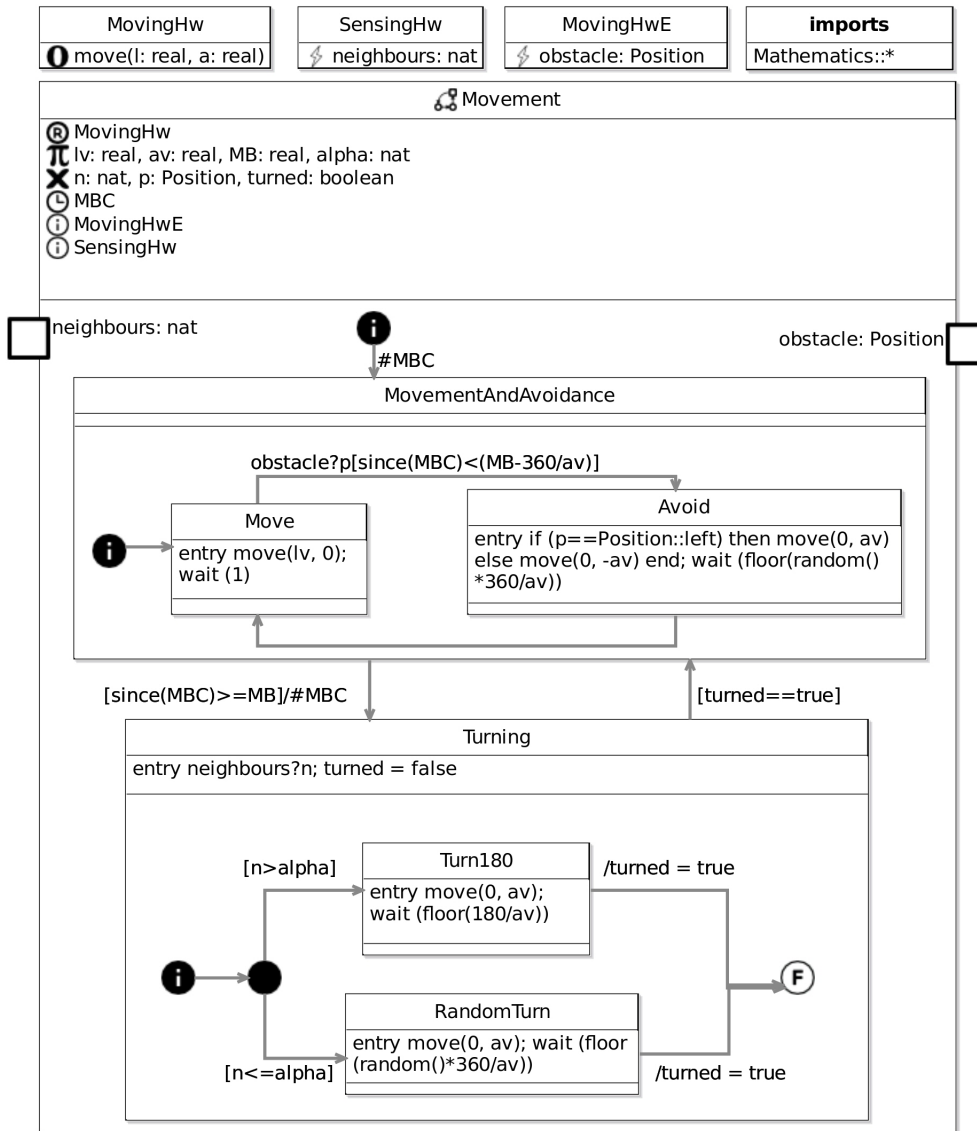 MovingHw
move(l: real, a: real)
SensingHw
neighbours: nat
MovingHwE
obstacle: Position
imports
Mathematics::*
Movement
R MovingHw
π lv: real, av: real, MB: real, alpha: nat
X n: nat, p: Position, turned: boolean
MBC
i MovingHwE
i SensingHw
neighbours: nat
i
obstacle: Position
#MBC
MovementAndAvoidance
obstacle?p[since(MBC)<(MB-360/av)]
i
Move
entry move(lv, 0);
wait (1)
Avoid
entry if (p==Position::left) then move(0, av)
else move(0, -av) end; wait (floor(random()
*360/av))
[since(MBC)>=MB]/#MBC
[turned==true]
Turning
entry neighbours?n; turned = false
[n>alpha]
Turn180
entry move(0, av);
wait (floor(180/av))
/turned = true
i
F
RandomTurn
entry move(0, av); wait (floor
(random()*360/av))
[n<=alpha]
/turned = true